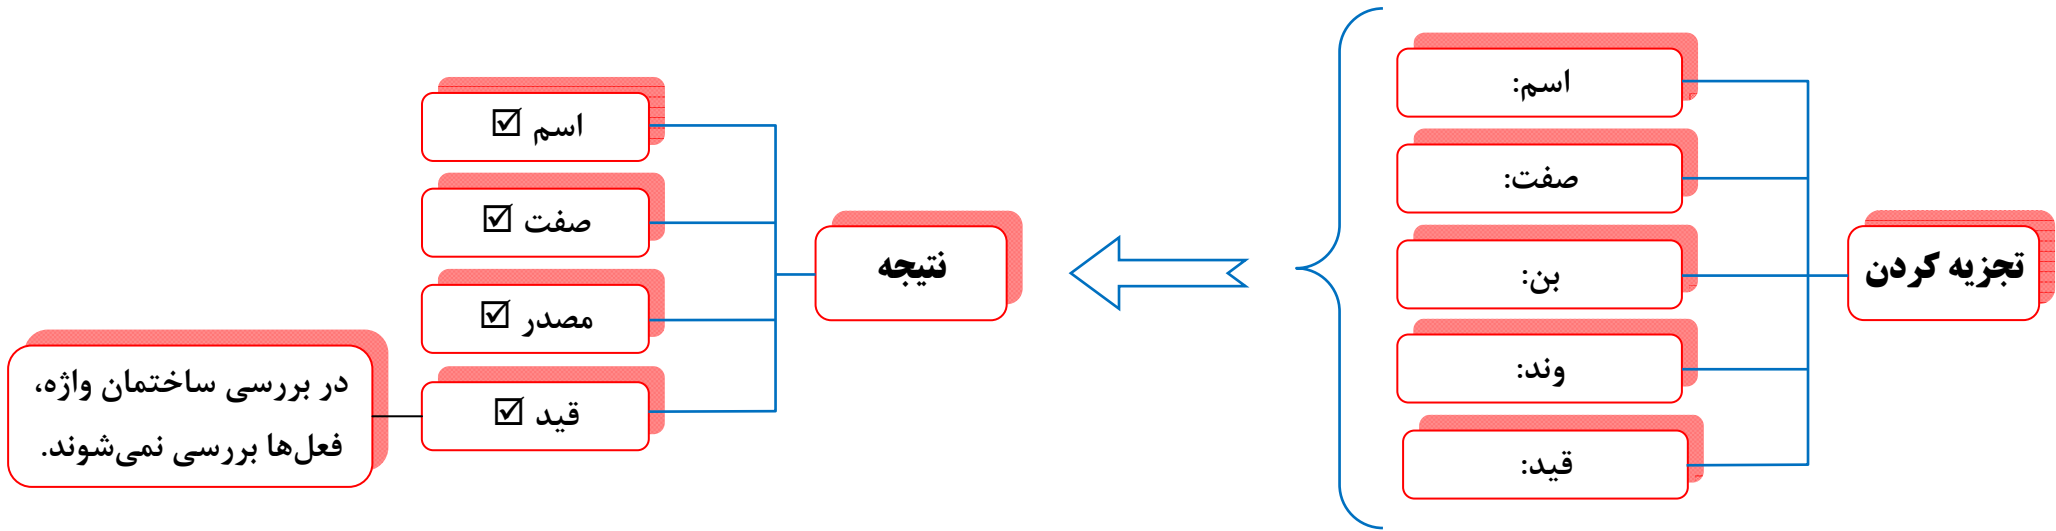 تجزیه کردن
اسم:
صفت:
بن:
وند:
قید:
نتیجه
اسم ☑
صفت ☑
مصدر ☑
قید ☑
در بررسی ساختمان واژه،
فعل‌ها بررسی نمی‌شوند.